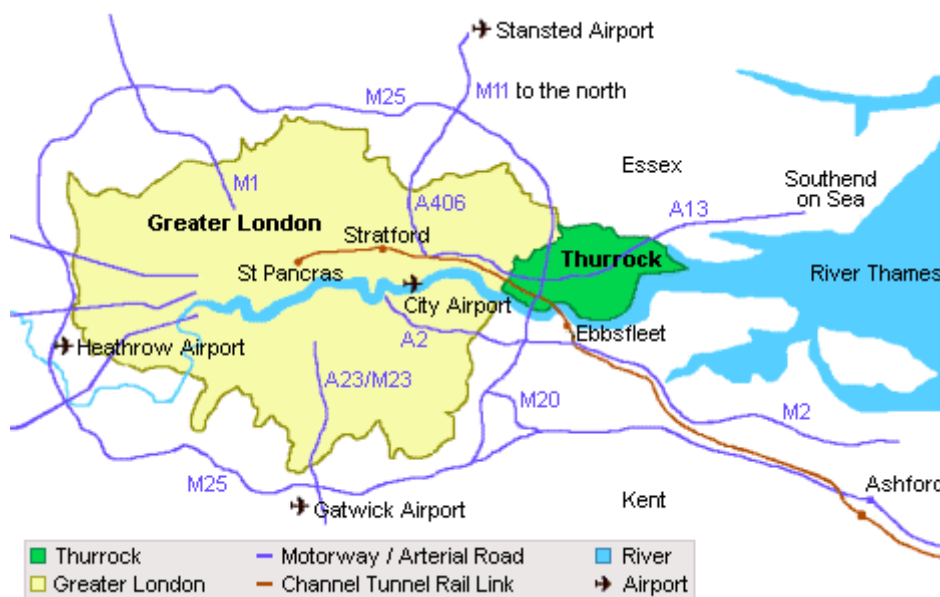 Stansted Airport
M25
M11 to the north
Essex
M1
A406
Southend
on Sea
A13
Greater London
Stratford
Thurrock
St Pancras
River Thames
City Airport
Ebbsfleet
A2
Heathrow Airport
A23/M23
M20
M2
M25
Ashford
Kent
Gatwick Airport
Thurrock
Motorway / Arterial Road
River
Greater London
Channel Tunnel Rail Link
Airport